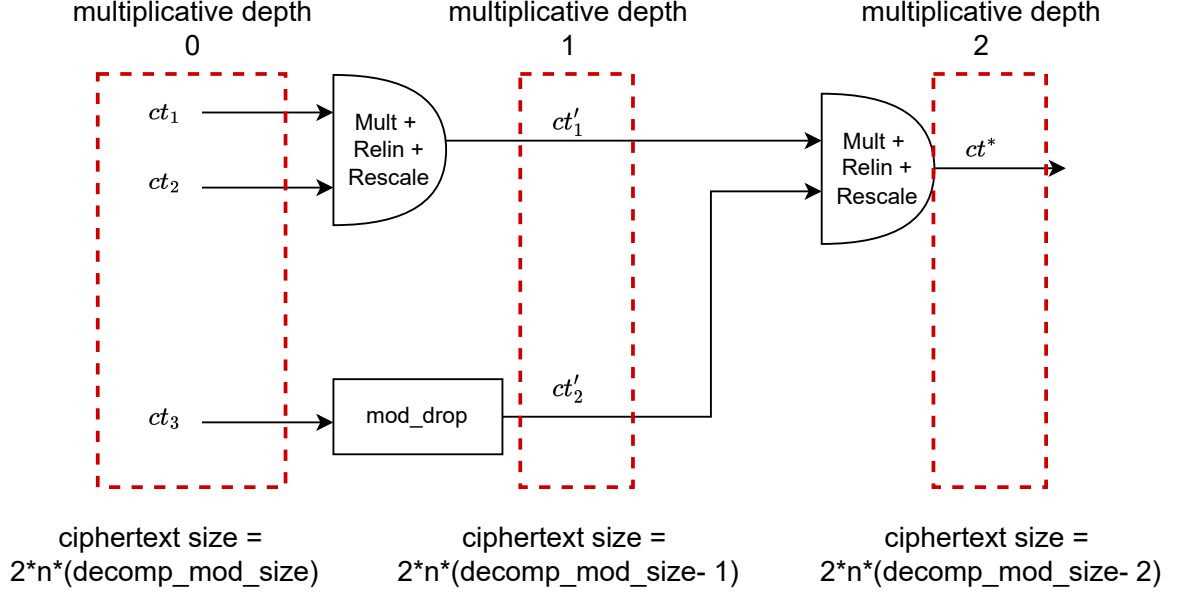 multiplicative depth
0
multiplicative depth
1
multiplicative depth
2
ct₁
ct₂
Mult +
Relin +
Rescale
ct′₁
Mult +
Relin +
Rescale
ct*
ct₃
mod_drop
ct′₂
ciphertext size =
2*n*(decomp_mod_size)
ciphertext size =
2*n*(decomp_mod_size- 1)
ciphertext size =
2*n*(decomp_mod_size- 2)